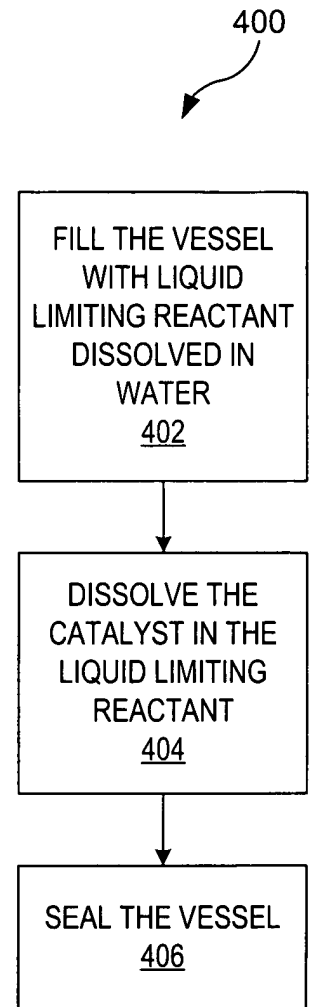 400
FILL THE VESSEL
WITH LIQUID
LIMITING REACTANT
DISSOLVED IN
WATER
402
DISSOLVE THE
CATALYST IN THE
LIQUID LIMITING
REACTANT
404
SEAL THE VESSEL
406